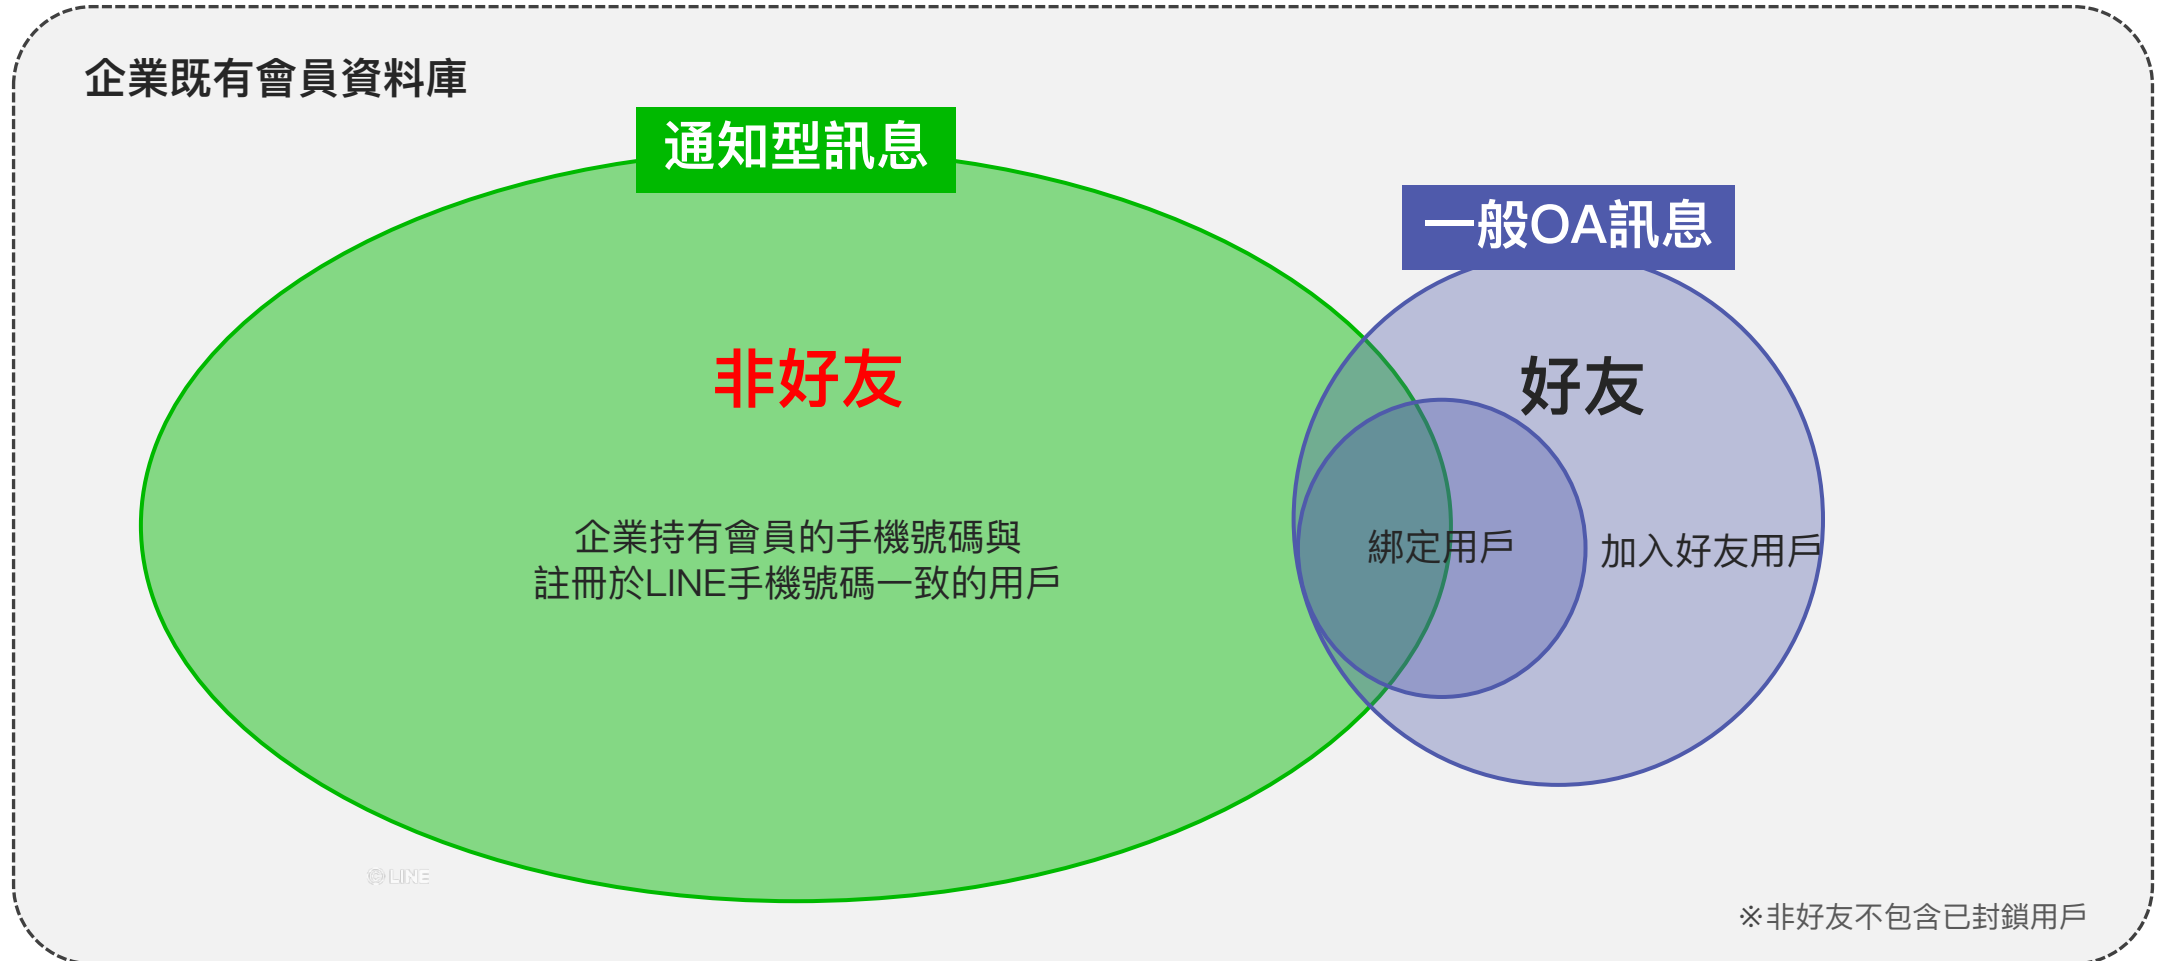 企業既有會員資料庫
通知型訊息
一般OA訊息
非好友
好友
企業持有會員的手機號碼與
註冊於LINE手機號碼一致的用戶
綁定用戶
加入好友用戶
LINE
※非好友不包含已封鎖用戶